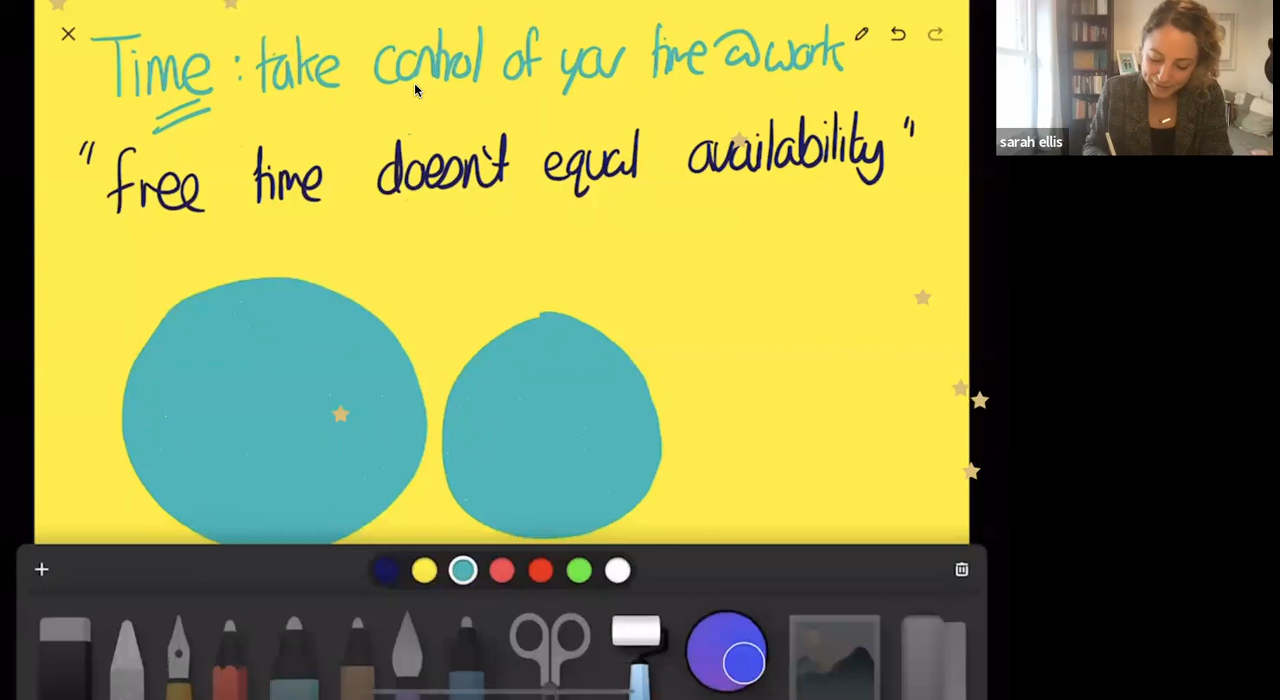 Time : take control of your time @ work
"free time doesn't equal availability"
sarah ellis